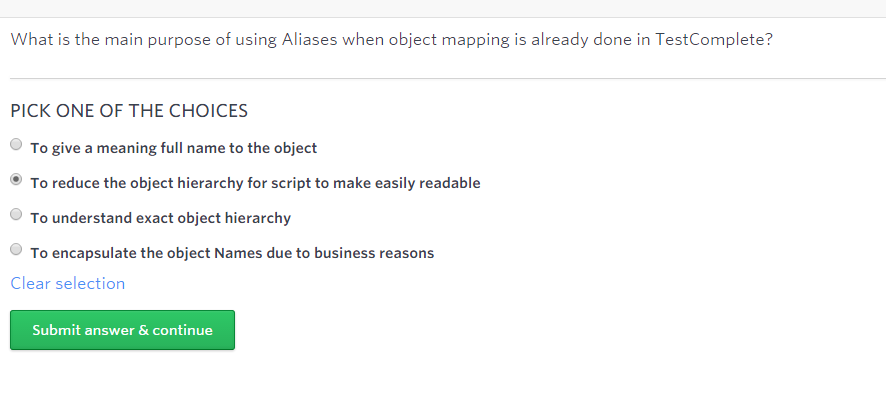 What is the main purpose of using Aliases when object mapping is already done in TestComplete?
PICK ONE OF THE CHOICES
To give a meaning full name to the object
To reduce the object hierarchy for script to make easily readable
To understand exact object hierarchy
To encapsulate the object Names due to business reasons
Clear selection
Submit answer & continue